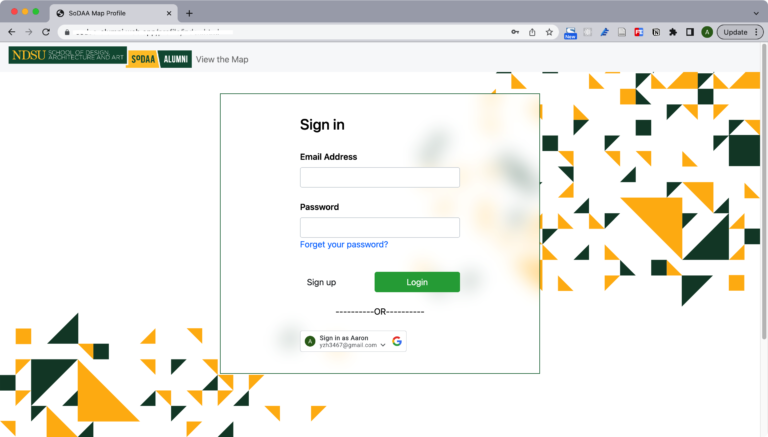 SoDAA Map Profile
Update
New
A
NDSU SCHOOL OF DESIGN, ARCHITECTURE AND ART
SoDAA ALUMNI
View the Map
Sign in
Email Address
Password
Forget your password?
Sign up
Login
----------OR----------
A
Sign in as Aaron
yzh3467@gmail.com